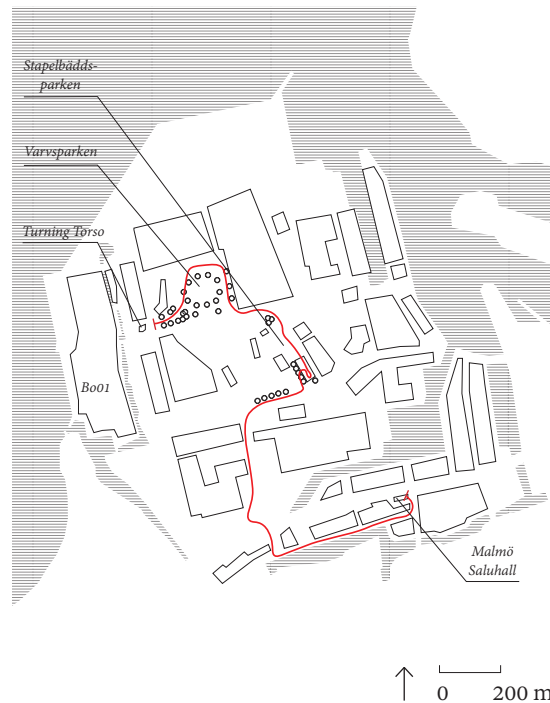 Stapelbädds-
parken
Varvsparken
Turning Torso
Bo01
Malmö
Saluhall
0 200 m